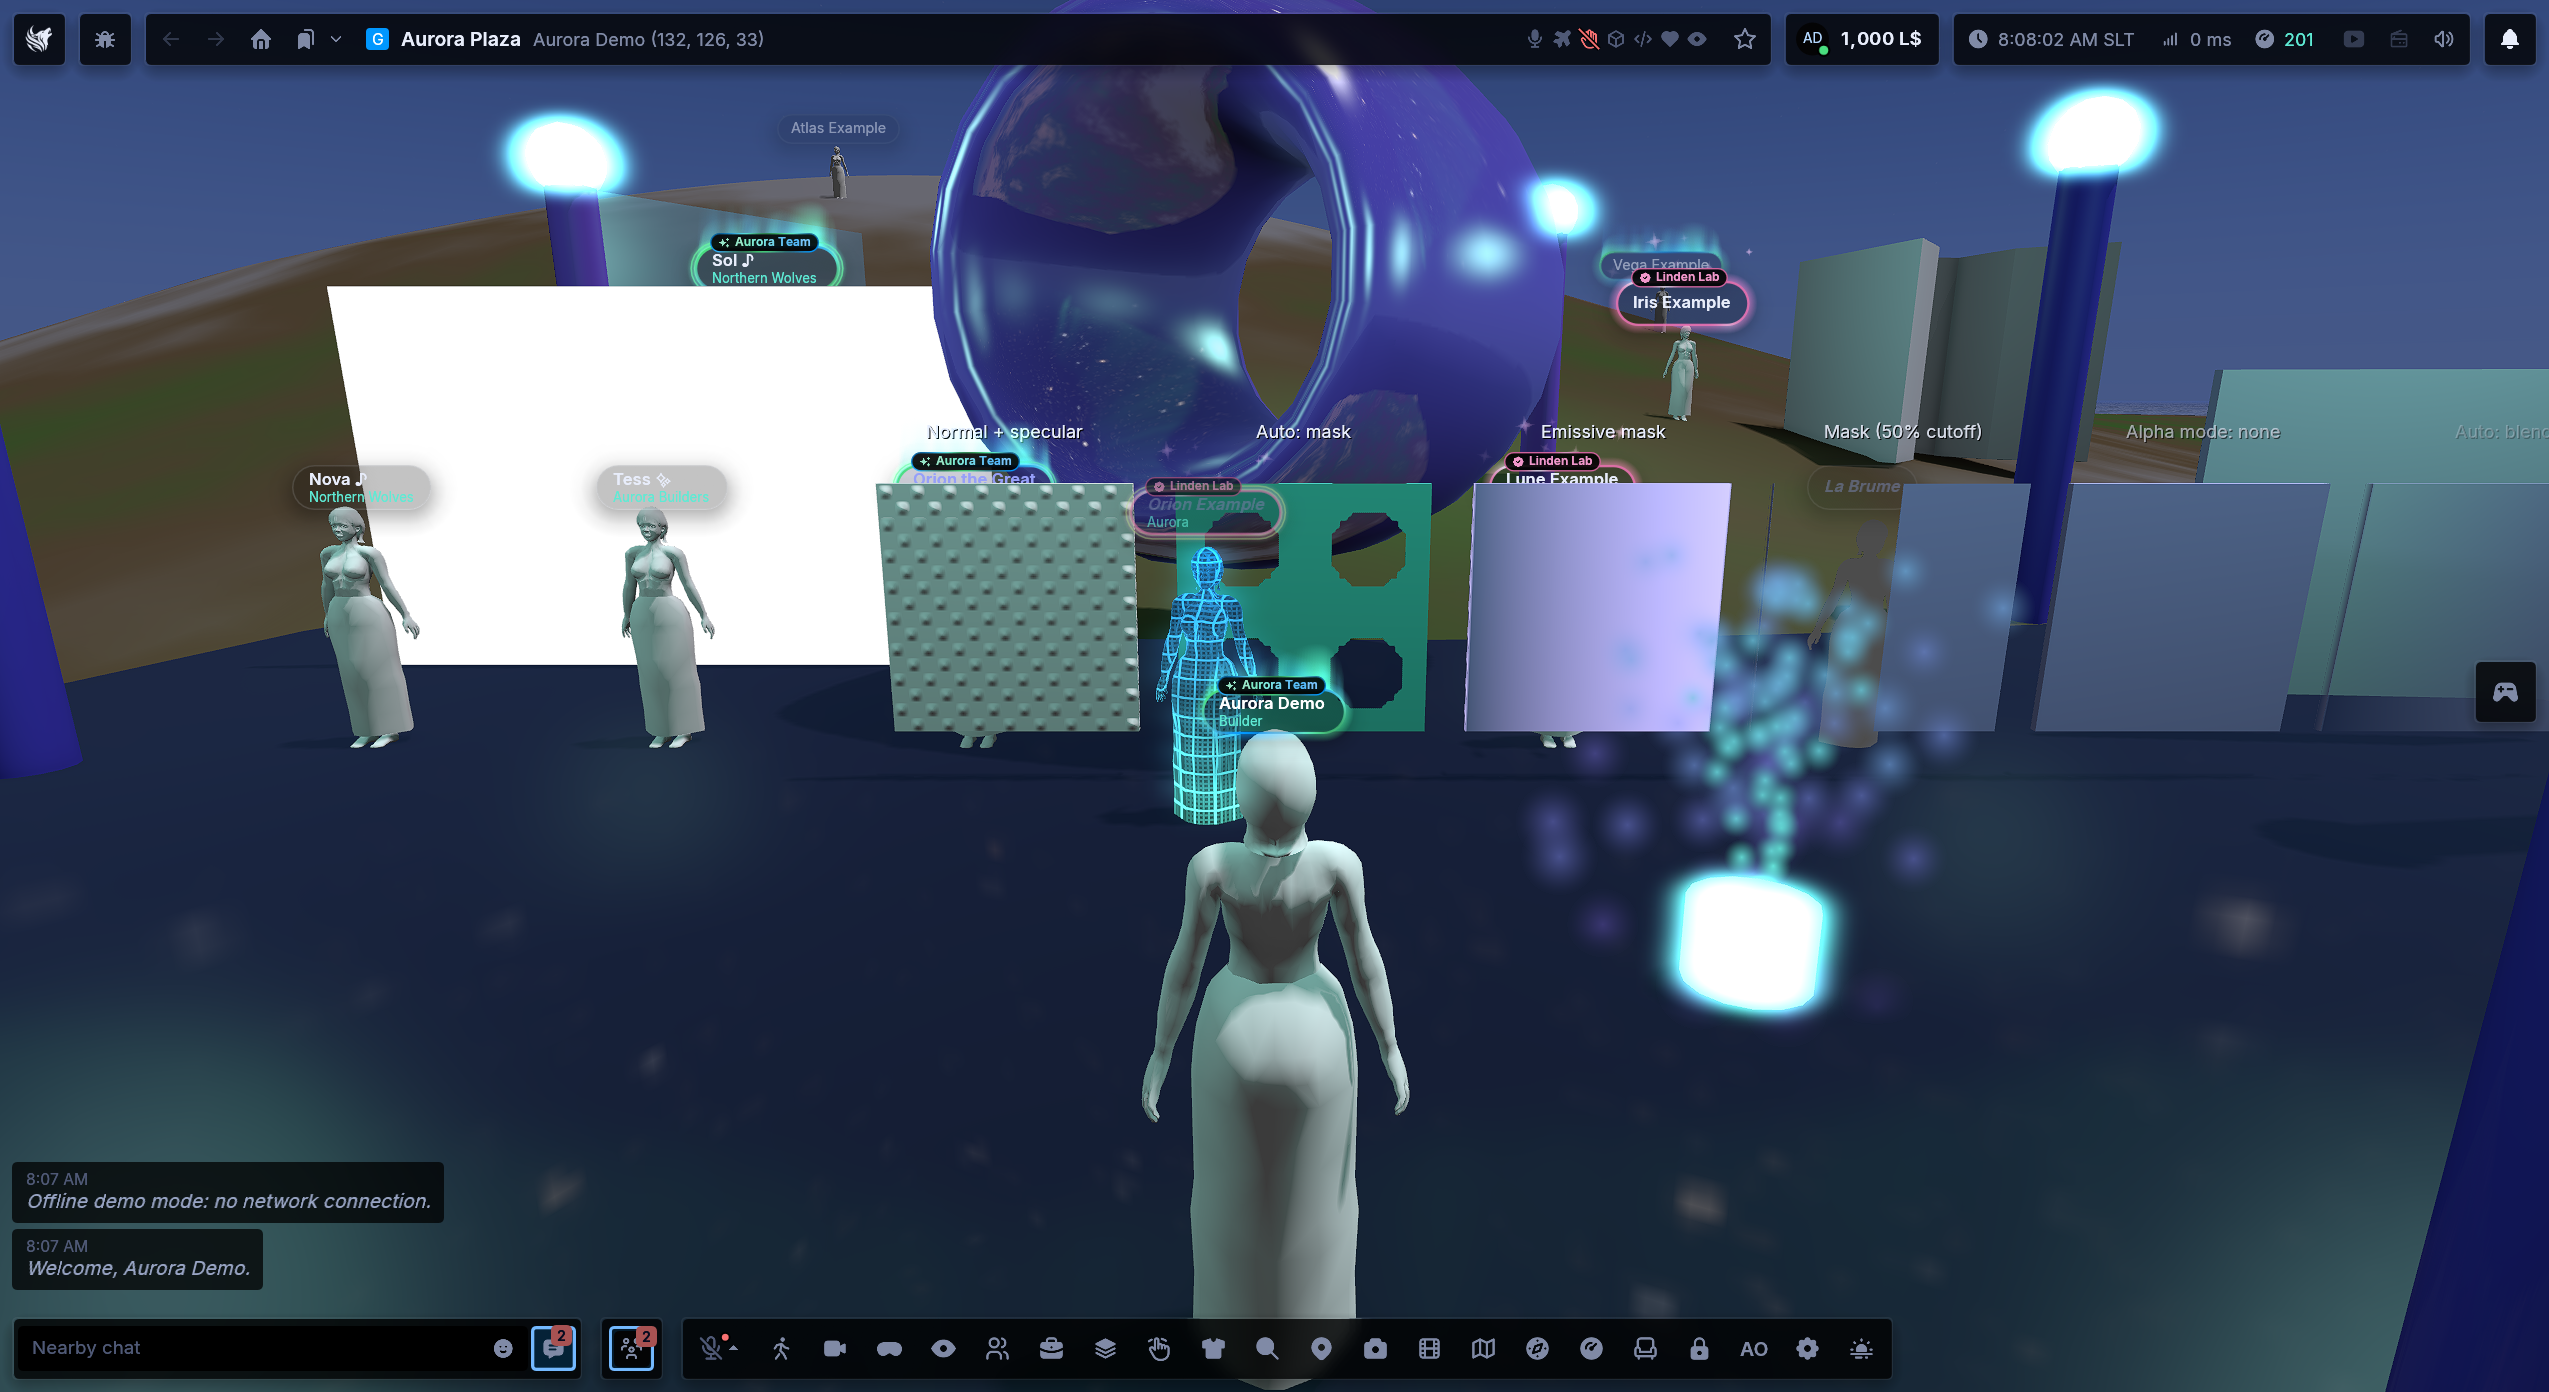 G Aurora Plaza Aurora Demo (132, 126, 33)
AD 1,000 L$
8:08:02 AM SLT 0 ms 201
Atlas Example
Aurora Team
Sol ♪
Northern Wolves
Vega Example
Linden Lab
Iris Example
Normal + specular
Auto: mask
Emissive mask
Mask (50% cutoff)
Alpha mode: none
Auto: blend
Nova ♪
Northern Wolves
Tess
Aurora Builders
Aurora Team
Orion the Great
Linden Lab
Orion Example
Aurora
Linden Lab
Lune Example
La Brume
Aurora Team
Aurora Demo
Builder
8:07 AM
Offline demo mode: no network connection.
8:07 AM
Welcome, Aurora Demo.
Nearby chat
2
2
AO